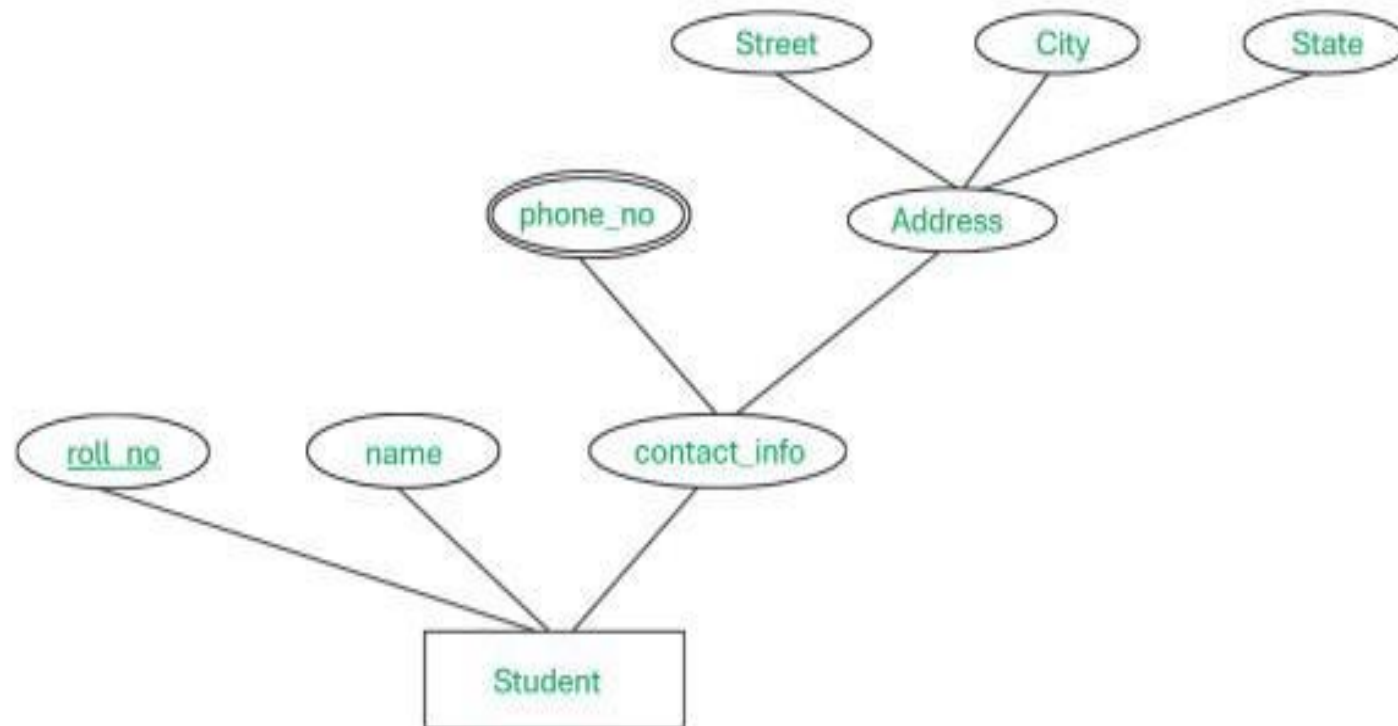 Street
City
State
phone_no
Address
roll_no
name
contact_info
Student